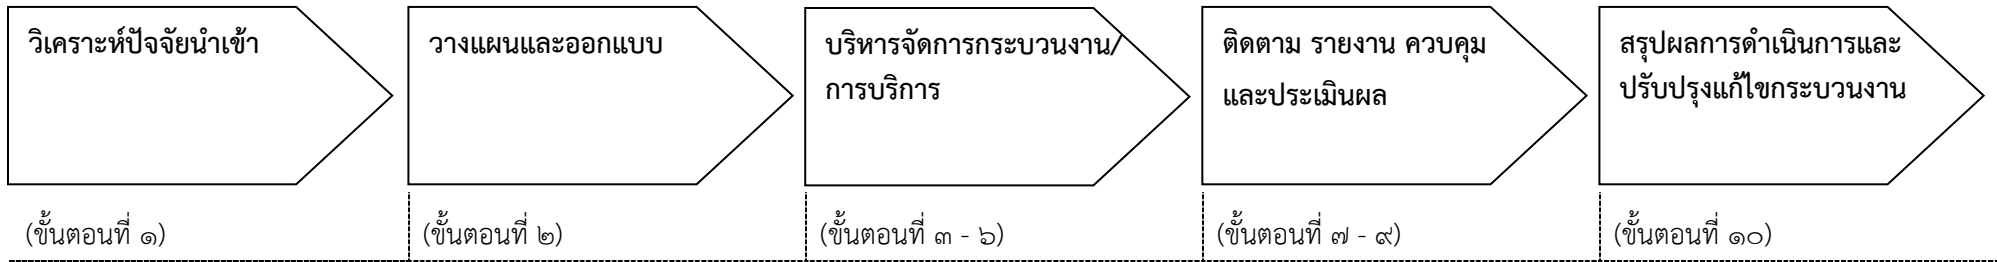 วิเคราะห์ปัจจัยนำเข้า
วางแผนและออกแบบ
บริหารจัดการกระบวนงาน/
การบริการ
ติดตาม รายงาน ควบคุม
และประเมินผล
สรุปผลการดำเนินการและ
ปรับปรุงแก้ไขกระบวนงาน
(ขั้นตอนที่ ๑)
(ขั้นตอนที่ ๒)
(ขั้นตอนที่ ๓ - ๖)
(ขั้นตอนที่ ๗ - ๙)
(ขั้นตอนที่ ๑๐)